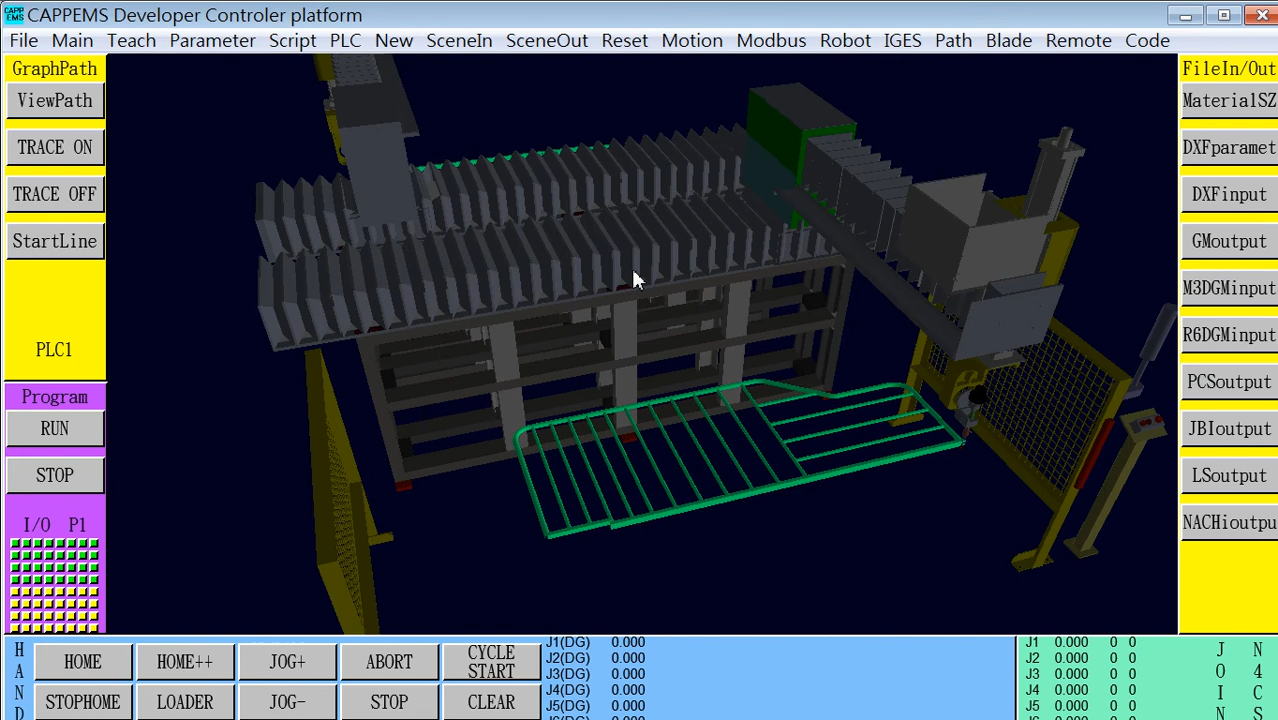 CAPP
EMS
CAPPEMS Developer Controler platform
File Main Teach Parameter Script PLC New SceneIn SceneOut Reset Motion Modbus Robot IGES Path Blade Remote Code
GraphPath
ViewPath
TRACE ON
TRACE OFF
StartLine
PLC1
Program
RUN
STOP
I/O P1
FileIn/Out
MaterialSZ
DXFparamet
DXFinput
GMoutput
M3DGMinput
R6DGMinput
PCSoutput
JBIoutput
LSoutput
NACHioutpu
H
A
N
D
HOME
HOME++
JOG+
ABORT
CYCLE
START
STOPHOME
LOADER
JOG-
STOP
CLEAR
J1(DG) 0.000
J2(DG) 0.000
J3(DG) 0.000
J4(DG) 0.000
J5(DG) 0.000
J1 0.000 0 0
J2 0.000 0 0
J3 0.000 0 0
J4 0.000 0 0
J5 0.000 0 0
J
O
I
N
N
4
C
S